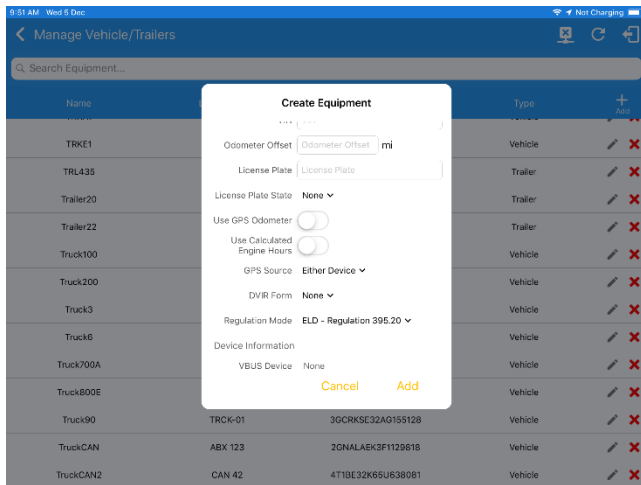 9:51 AM Wed 5 Dec Not Charging
Manage Vehicle/Trailers
Search Equipment...
Name Type Add
Create Equipment
Odometer Offset Odometer Offset mi
License Plate License Plate
License Plate State None
Use GPS Odometer
Use Calculated
Engine Hours
GPS Source Either Device
DVIR Form None
Regulation Mode ELD - Regulation 395.20
Device Information
VBUS Device None
Cancel Add
TRKE1 Vehicle
TRL435 Trailer
Trailer20 Trailer
Trailer22 Trailer
Truck100 Vehicle
Truck200 Vehicle
Truck3 Vehicle
Truck6 Vehicle
Truck700A Vehicle
Truck800E Vehicle
Truck90 TRCK-01 3GCRKSE32AG155128 Vehicle
TruckCAN ABX 123 2GNALAEK3F1129818 Vehicle
TruckCAN2 CAN 42 4T1BE32K65U638081 Vehicle